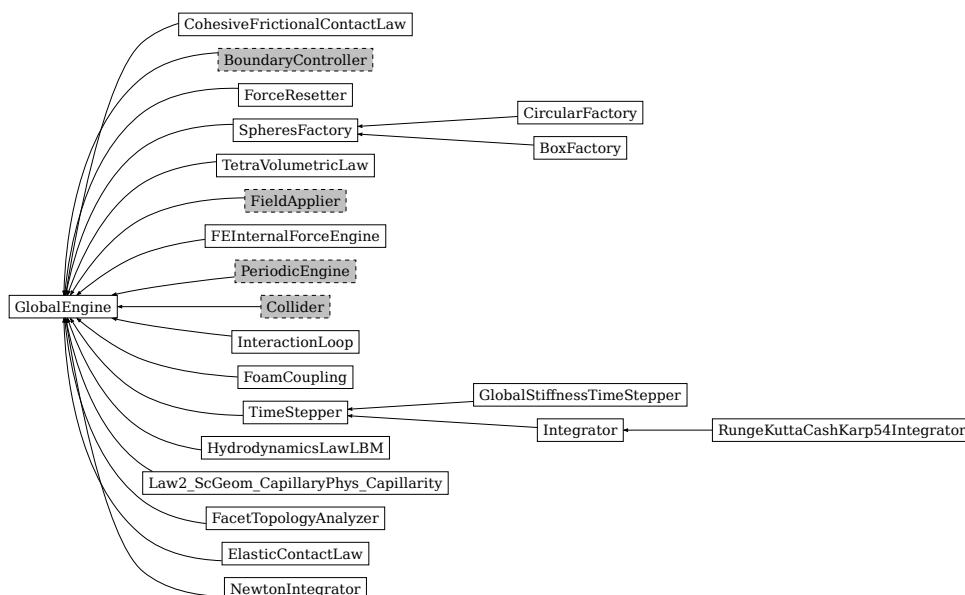 CohesiveFrictionalContactLaw
BoundaryController
ForceResetter
CircularFactory
SpheresFactory
BoxFactory
TetraVolumetricLaw
FieldApplier
FEInternalForceEngine
PeriodicEngine
GlobalEngine
Collider
InteractionLoop
FoamCoupling
GlobalStiffnessTimeStepper
TimeStepper
Integrator
RungeKuttaCashKarp54Integrator
HydrodynamicsLawLBM
Law2_ScGeom_CapillaryPhys_Capillarity
FacetTopologyAnalyzer
ElasticContactLaw
NewtonIntegrator